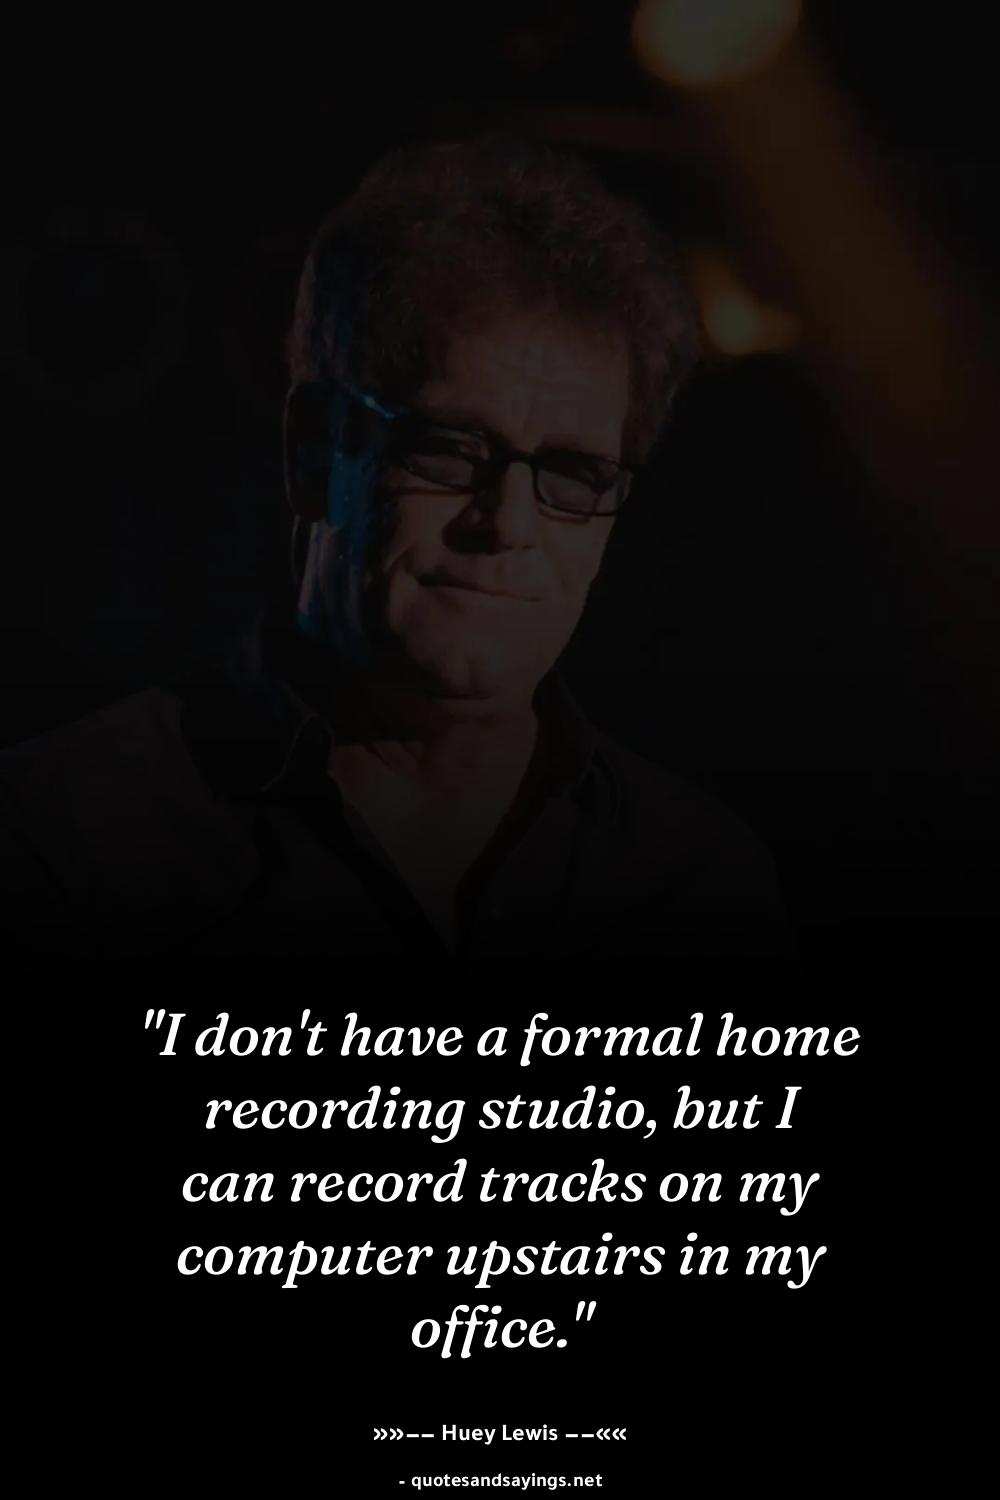 "I don't have a formal home
recording studio, but I
can record tracks on my
computer upstairs in my
office."
»»–– Huey Lewis ––««
- quotesandsayings.net